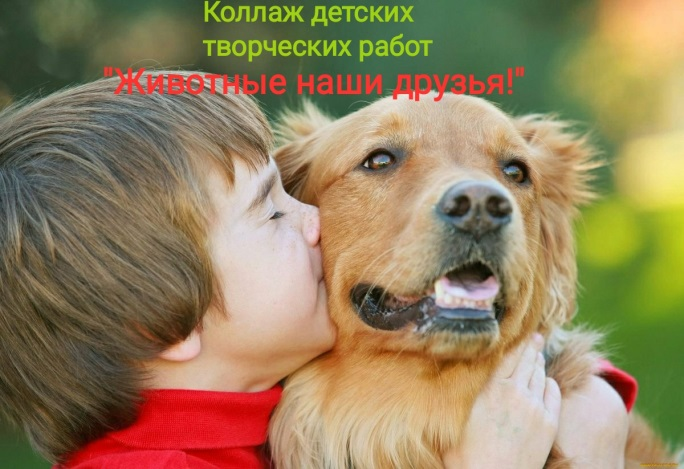 Коллаж детских
творческих работ
"Животные наши друзья!"